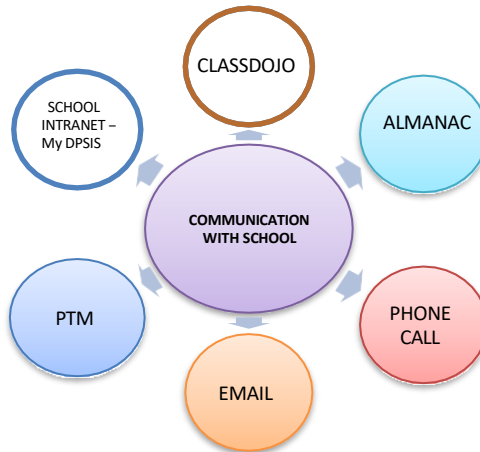 CLASSDOJO
SCHOOL
INTRANET –
My DPSIS
ALMANAC
COMMUNICATION
WITH SCHOOL
PTM
PHONE
CALL
EMAIL